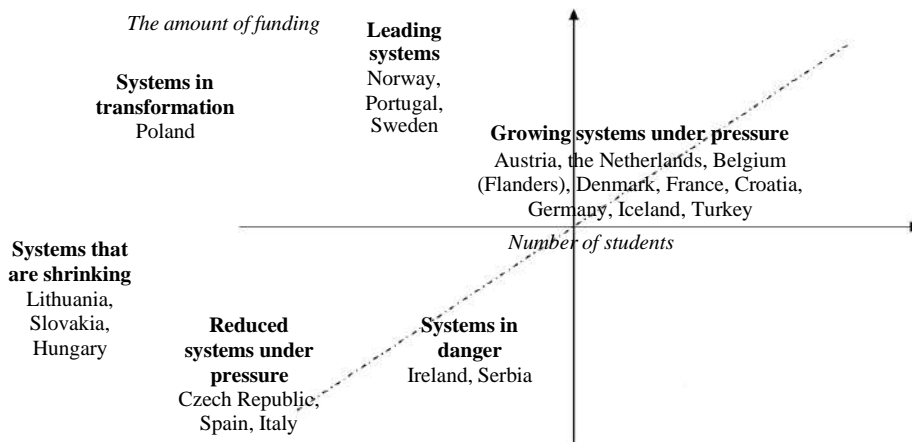 The amount of funding
Leading
systems
Norway,
Portugal,
Sweden
Systems in
transformation
Poland
Growing systems under pressure
Austria, the Netherlands, Belgium
(Flanders), Denmark, France, Croatia,
Germany, Iceland, Turkey
Number of students
Systems that
are shrinking
Lithuania,
Slovakia,
Hungary
Reduced
systems under
pressure
Czech Republic,
Spain, Italy
Systems in
danger
Ireland, Serbia